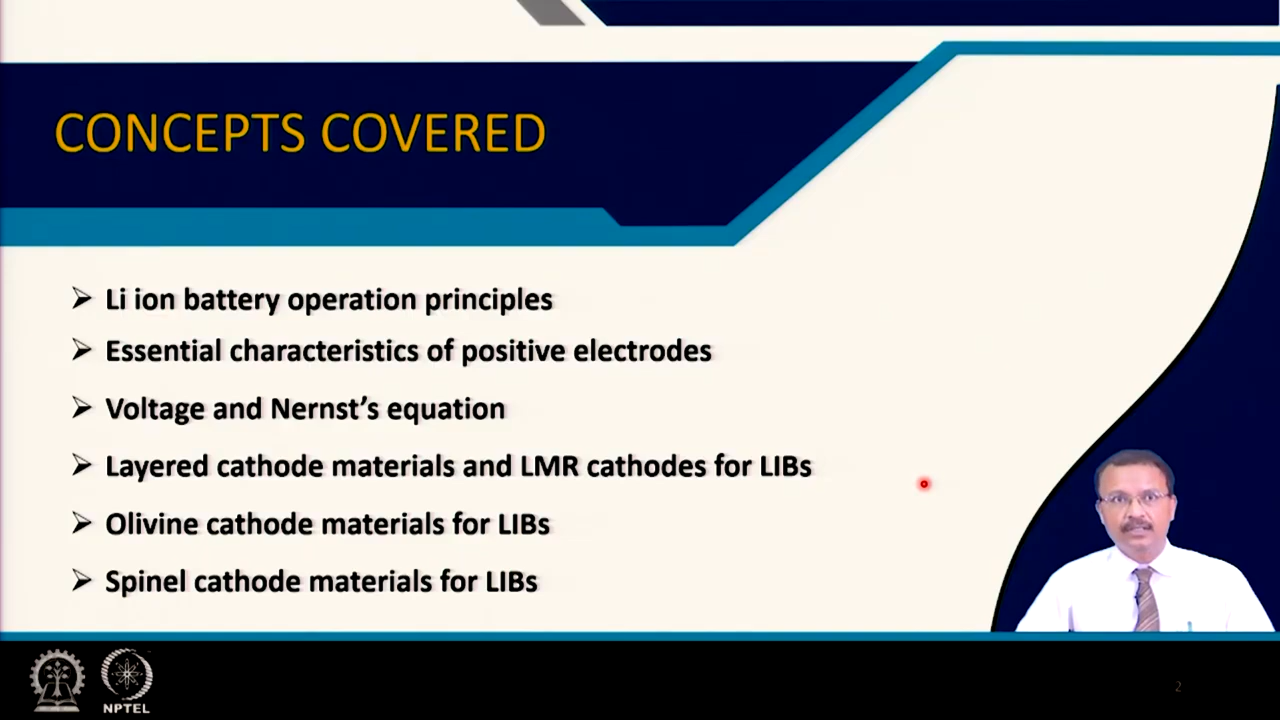 CONCEPTS COVERED
➢ Li ion battery operation principles
➢ Essential characteristics of positive electrodes
➢ Voltage and Nernst’s equation
➢ Layered cathode materials and LMR cathodes for LIBs
➢ Olivine cathode materials for LIBs
➢ Spinel cathode materials for LIBs
NPTEL
2